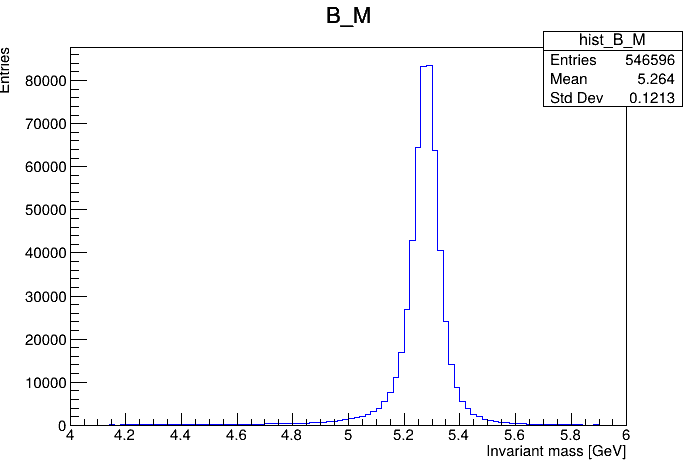 B_M
hist_B_M
Entries 546596
Mean 5.264
Std Dev 0.1213
Entries
80000
70000
60000
50000
40000
30000
20000
10000
0
4 4.2 4.4 4.6 4.8 5 5.2 5.4 5.6 5.8 6
Invariant mass [GeV]